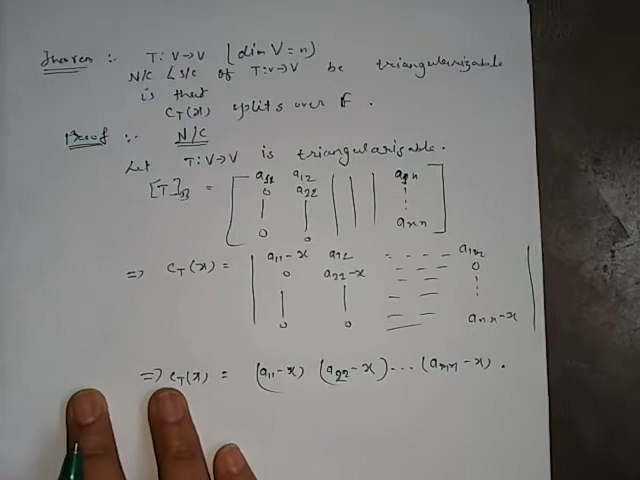 Theorem :- T: V→V (dim V = n)
N/C & s/c of T: V→V be triangularizable
is that
C_T(x) splits over F.
Proof :- N/C
Let T: V→V is triangularisable.
[T]_B = [ a11 a12 | | | a1n
0 a22
0 0 ann ]
=> C_T(x) = | a11-x a12 ---- a1n
0 a22-x ---- 0
0 0 ann-x |
=> C_T(x) = (a11-x) (a22-x) ... (ann-x).